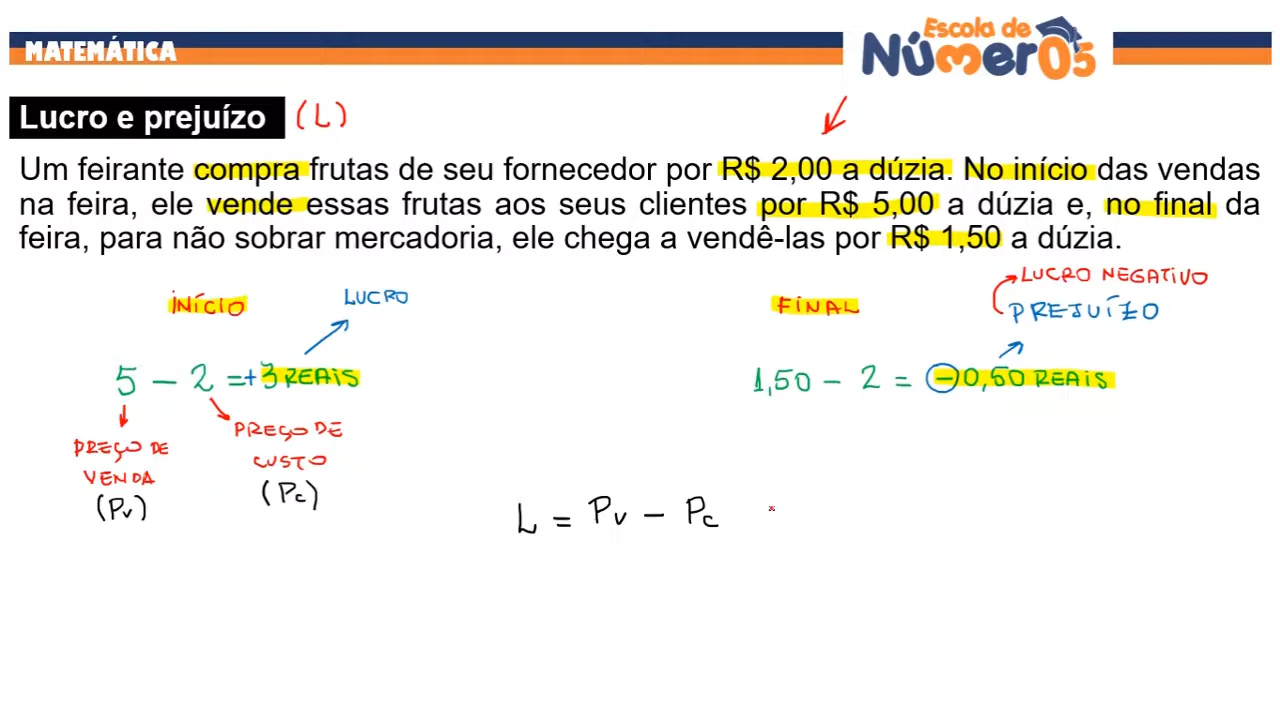 MATEMÁTICA
Escola de
Númer05
Lucro e prejuízo (L)
Um feirante compra frutas de seu fornecedor por R$ 2,00 a dúzia. No início das vendas
na feira, ele vende essas frutas aos seus clientes por R$ 5,00 a dúzia e, no final da
feira, para não sobrar mercadoria, ele chega a vendê-las por R$ 1,50 a dúzia.
INÍCIO
LUCRO
5 - 2 = +3 REAIS
PREÇO DE
VENDA
(Pv)
PREÇO DE
CUSTO
(Pc)
FINAL
LUCRO NEGATIVO
PREJUÍZO
1,50 - 2 = -0,50 REAIS
L = Pv - Pc